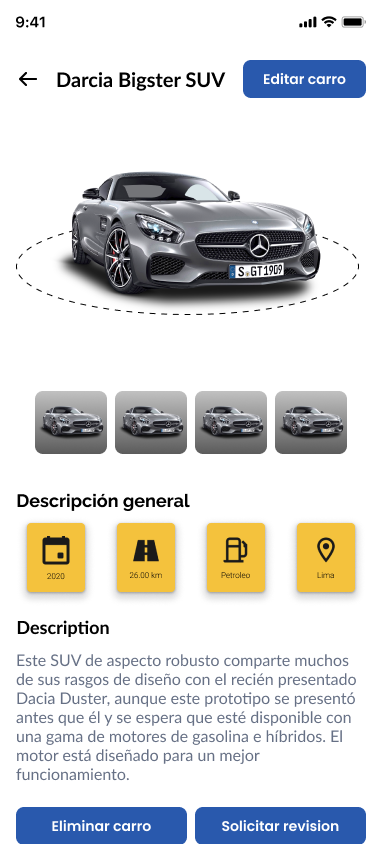 9:41
Darcia Bigster SUV
Editar carro
S GT1909
Descripción general
2020
26.00 km
Petroleo
Lima
Description
Este SUV de aspecto robusto comparte muchos
de sus rasgos de diseño con el recién presentado
Dacia Duster, aunque este prototipo se presentó
antes que él y se espera que esté disponible con
una gama de motores de gasolina e híbridos. El
motor está diseñado para un mejor
funcionamiento.
Eliminar carro
Solicitar revision